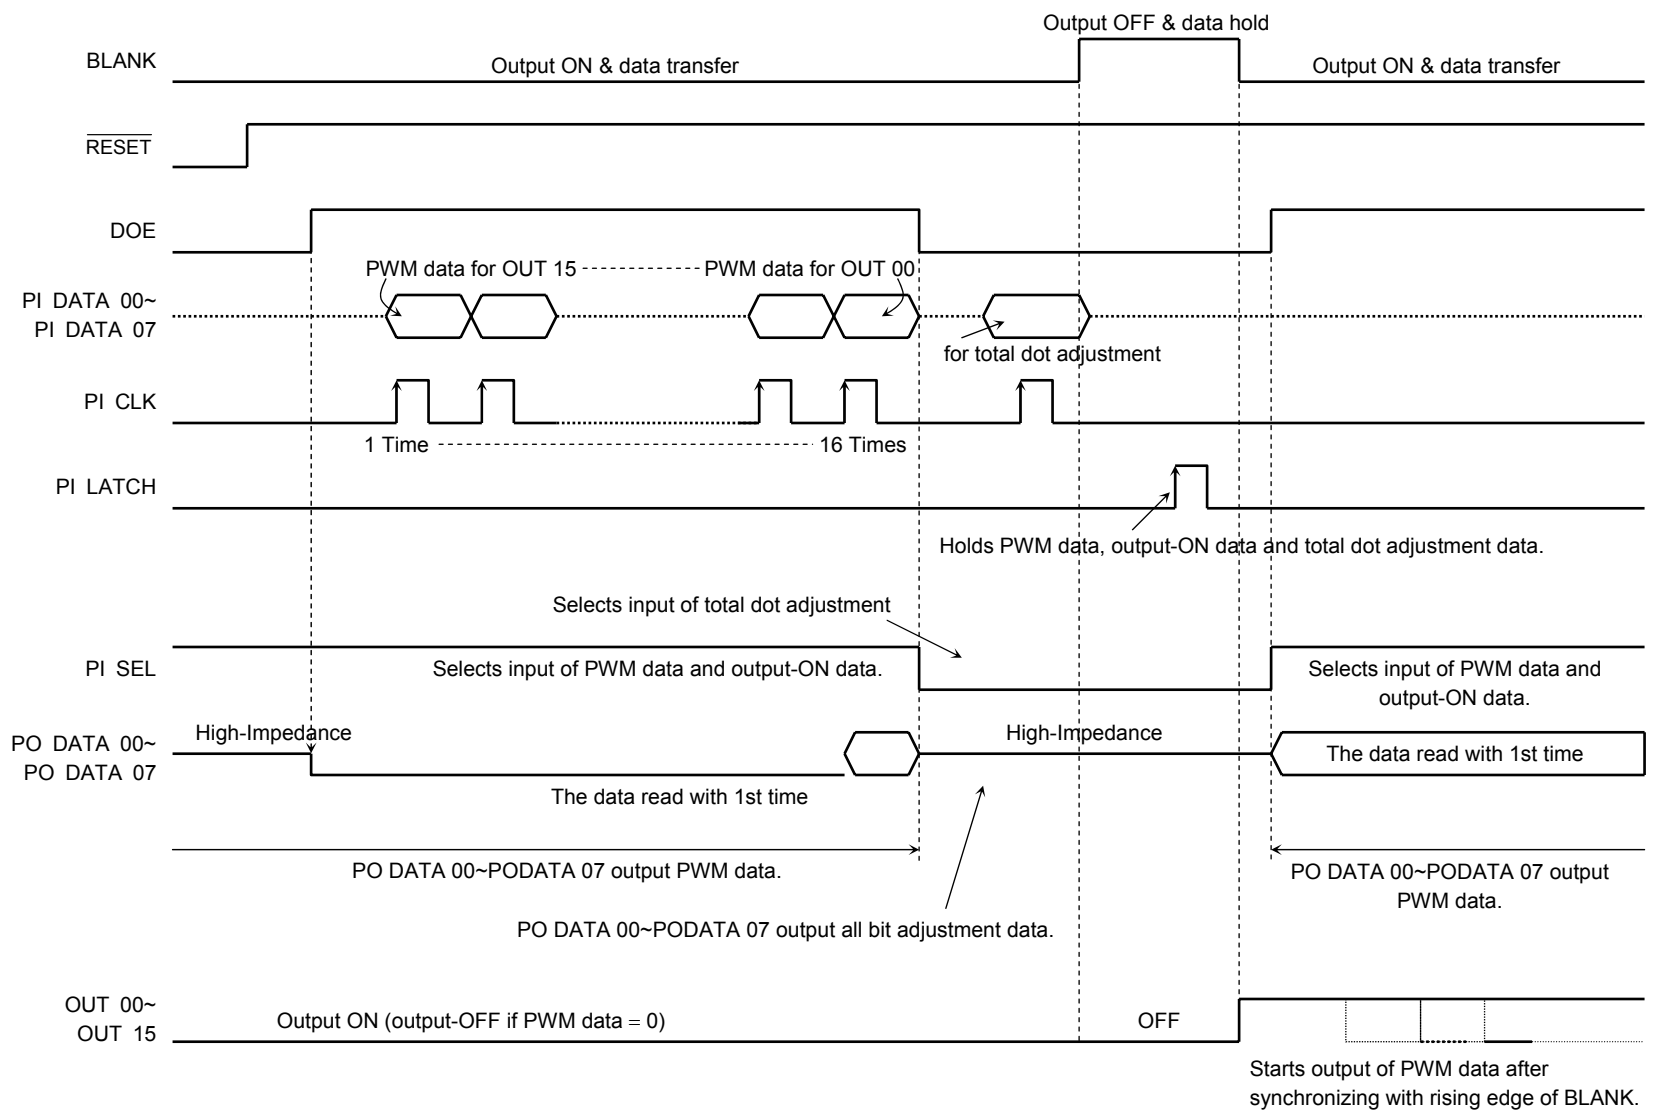 Output OFF & data hold
BLANK
Output ON & data transfer
Output ON & data transfer
RESET
DOE
PWM data for OUT 15
PWM data for OUT 00
PI DATA 00~
PI DATA 07
for total dot adjustment
PI CLK
1 Time
16 Times
PI LATCH
Holds PWM data, output-ON data and total dot adjustment data.
Selects input of total dot adjustment
PI SEL
Selects input of PWM data and output-ON data.
Selects input of PWM data and
output-ON data.
High-Impedance
High-Impedance
PO DATA 00~
PO DATA 07
The data read with 1st time
The data read with 1st time
PO DATA 00~PODATA 07 output PWM data.
PO DATA 00~PODATA 07 output
PWM data.
PO DATA 00~PODATA 07 output all bit adjustment data.
OUT 00~
OUT 15
Output ON (output-OFF if PWM data = 0)
OFF
Starts output of PWM data after
synchronizing with rising edge of BLANK.